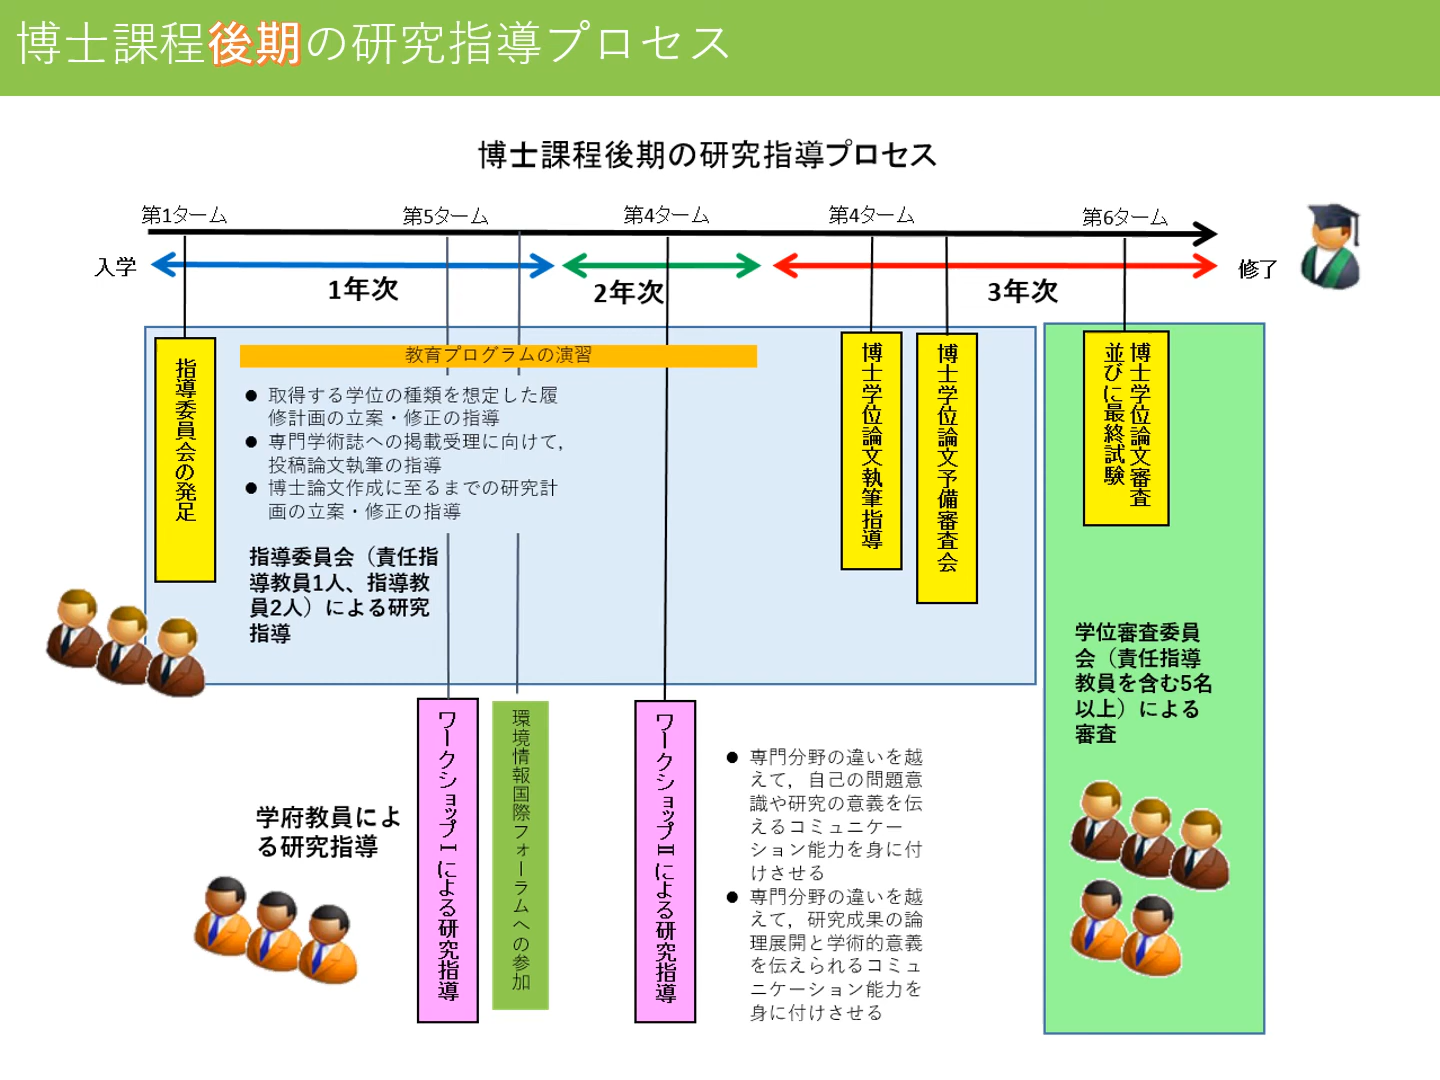 博士課程後期の研究指導プロセス
博士課程後期の研究指導プロセス
第1ターム
第5ターム
第4ターム
第4ターム
第6ターム
入学
1年次
2年次
3年次
修了
指導委員会の発足
教育プログラムの演習
● 取得する学位の種類を想定した履
修計画の立案・修正の指導
● 専門学術誌への掲載受理に向けて，
投稿論文執筆の指導
● 博士論文作成に至るまでの研究計
画の立案・修正の指導
指導委員会（責任指
導教員1人、指導教
員2人）による研究
指導
博士学位論文執筆指導
博士学位論文予備審査会
博士学位論文審査
並びに最終試験
学位審査委員
会（責任指導
教員を含む5名
以上）による
審査
学府教員によ
る研究指導
ワークショップⅠによる研究指導
環境情報国際フォーラムへの参加
ワークショップⅡによる研究指導
● 専門分野の違いを越
えて，自己の問題意
識や研究の意義を伝
えるコミュニケー
ション能力を身に付
けさせる
● 専門分野の違いを越
えて，研究成果の論
理展開と学術的意義
を伝えられるコミュ
ニケーション能力を
身に付けさせる